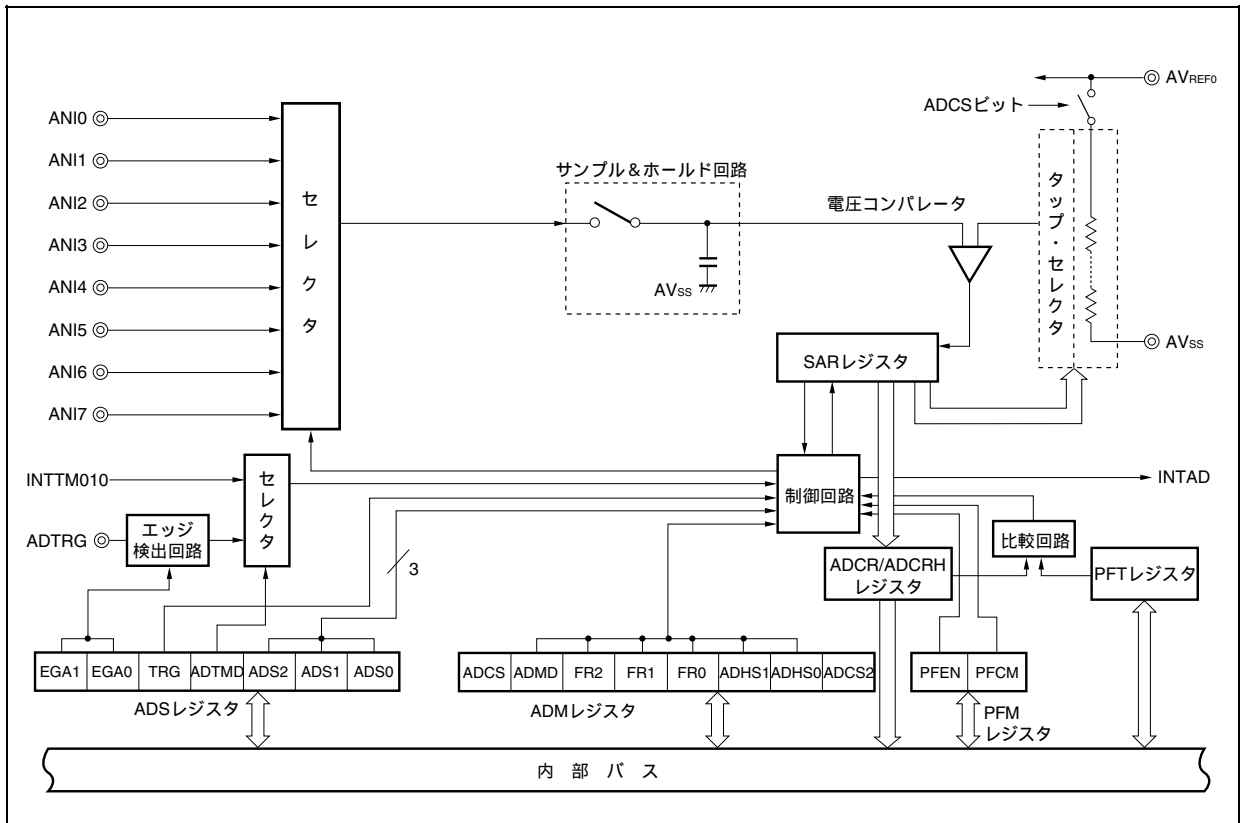 AVREF0
ADCSビット
ANI0
ANI1
ANI2
ANI3
ANI4
ANI5
ANI6
ANI7
セレクタ
サンプル&ホールド回路
AVSS
電圧コンパレータ
タップ・セレクタ
AVSS
SARレジスタ
INTTM010
セレクタ
制御回路
INTAD
ADTRG
エッジ
検出回路
3
比較回路
ADCR/ADCRH
レジスタ
PFTレジスタ
EGA1 EGA0 TRG ADTMD ADS2 ADS1 ADS0
ADSレジスタ
ADCS ADMD FR2 FR1 FR0 ADHS1 ADHS0 ADCS2
ADMレジスタ
PFEN PFCM
PFM
レジスタ
内部バス